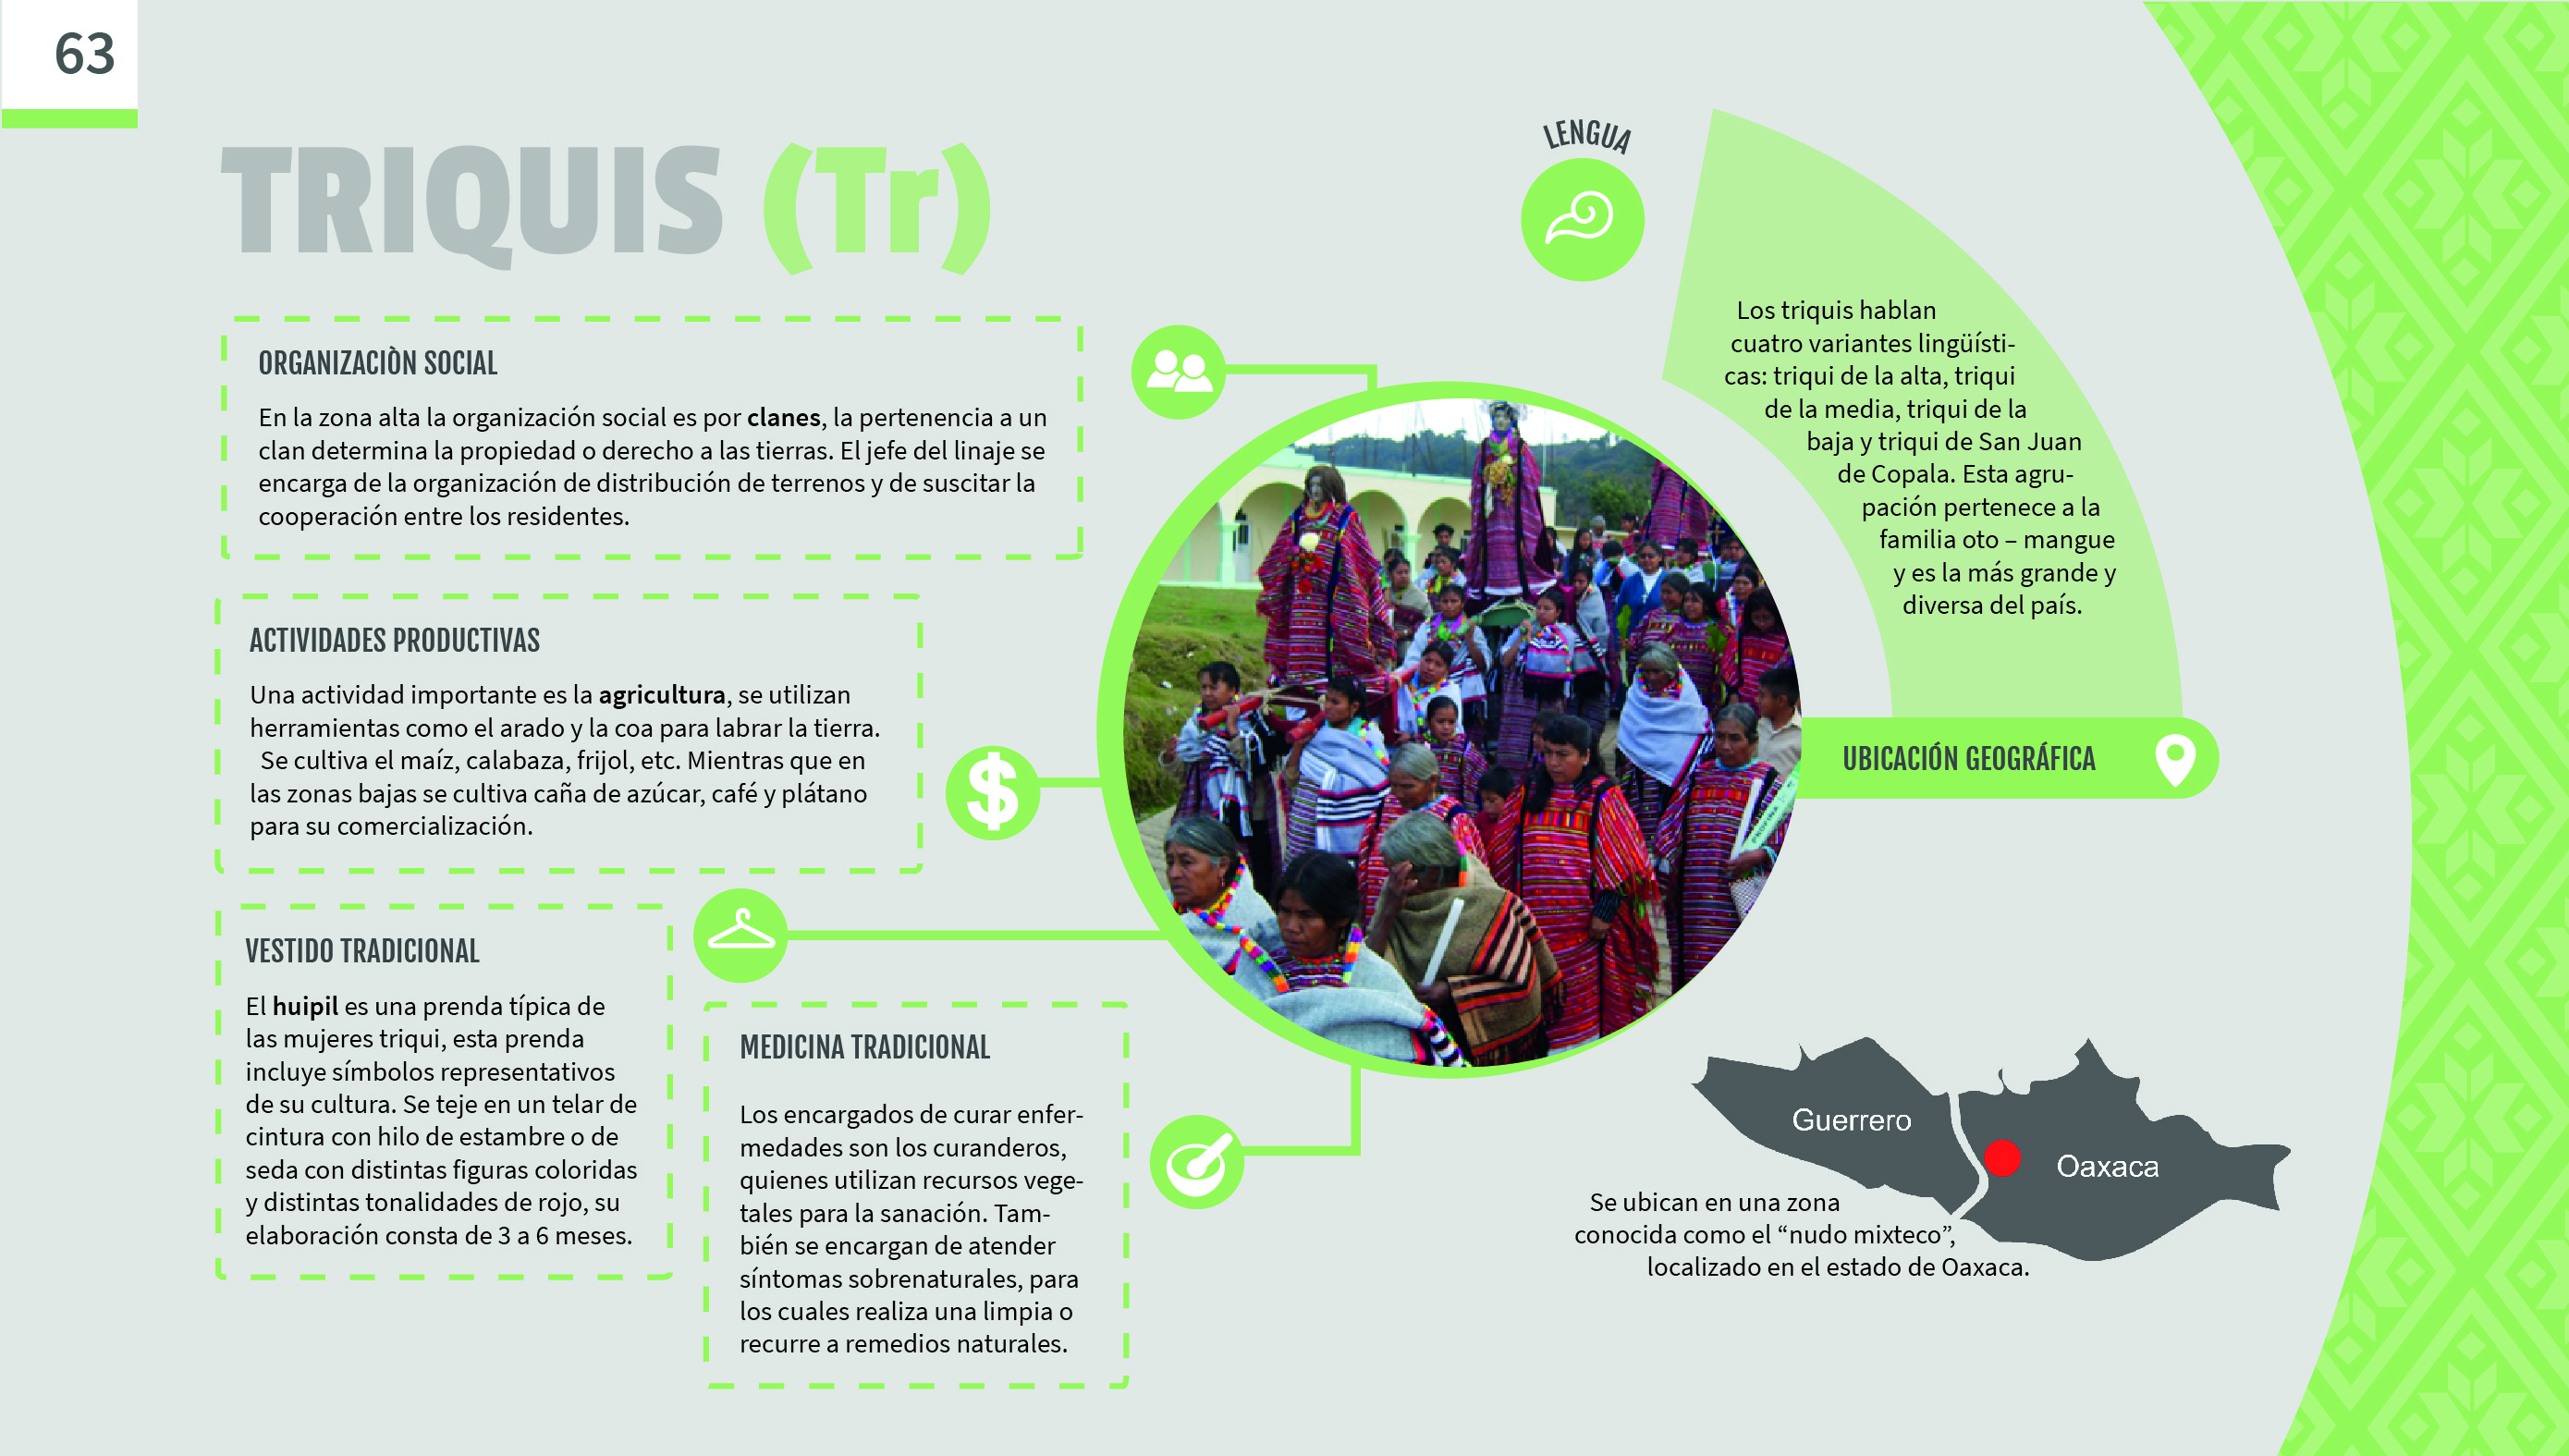 63
TRIQUIS (Tr)
ORGANIZACIÒN SOCIAL
En la zona alta la organización social es por clanes, la pertenencia a un
clan determina la propiedad o derecho a las tierras. El jefe del linaje se
encarga de la organización de distribución de terrenos y de suscitar la
cooperación entre los residentes.
ACTIVIDADES PRODUCTIVAS
Una actividad importante es la agricultura, se utilizan
herramientas como el arado y la coa para labrar la tierra.
Se cultiva el maíz, calabaza, frijol, etc. Mientras que en
las zonas bajas se cultiva caña de azúcar, café y plátano
para su comercialización.
$
VESTIDO TRADICIONAL
El huipil es una prenda típica de
las mujeres triqui, esta prenda
incluye símbolos representativos
de su cultura. Se teje en un telar de
cintura con hilo de estambre o de
seda con distintas figuras coloridas
y distintas tonalidades de rojo, su
elaboración consta de 3 a 6 meses.
MEDICINA TRADICIONAL
Los encargados de curar enfer-
medades son los curanderos,
quienes utilizan recursos vege-
tales para la sanación. Tam-
bién se encargan de atender
síntomas sobrenaturales, para
los cuales realiza una limpia o
recurre a remedios naturales.
LENGUA
Los triquis hablan
cuatro variantes lingüísti-
cas: triqui de la alta, triqui
de la media, triqui de la
baja y triqui de San Juan
de Copala. Esta agru-
pación pertenece a la
familia oto – mangue
y es la más grande y
diversa del país.
UBICACIÓN GEOGRÁFICA
Guerrero
Oaxaca
Se ubican en una zona
conocida como el “nudo mixteco”,
localizado en el estado de Oaxaca.